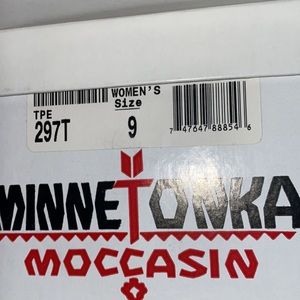 WOMEN'S
TPE Size
297T 9
7 47647 88854 6
MINNETONKA
MOCCASIN